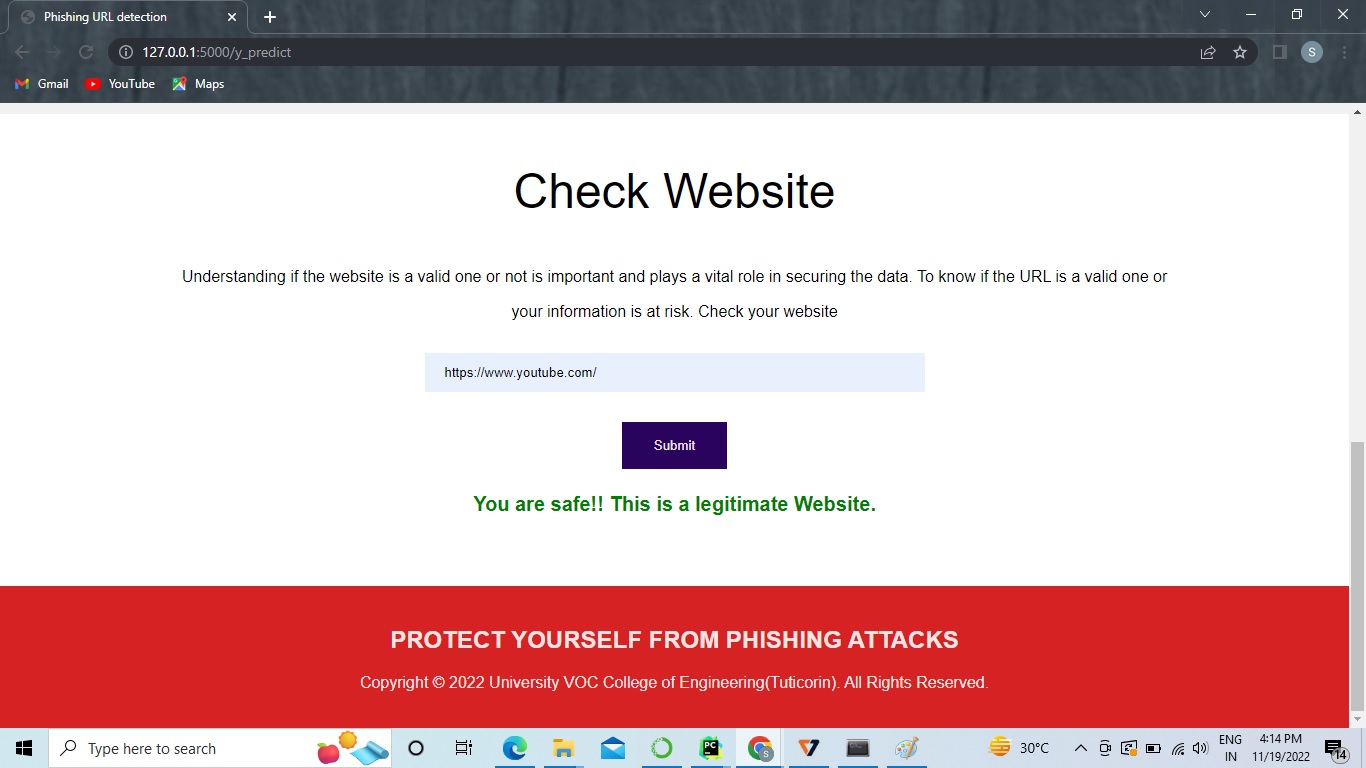 Phishing URL detection
127.0.0.1:5000/y_predict
S
Gmail YouTube Maps
Check Website
Understanding if the website is a valid one or not is important and plays a vital role in securing the data. To know if the URL is a valid one or
your information is at risk. Check your website
https://www.youtube.com/
Submit
You are safe!! This is a legitimate Website.
PROTECT YOURSELF FROM PHISHING ATTACKS
Copyright © 2022 University VOC College of Engineering(Tuticorin). All Rights Reserved.
Type here to search
PC
S
30°C
ENG
IN
4:14 PM
11/19/2022
14